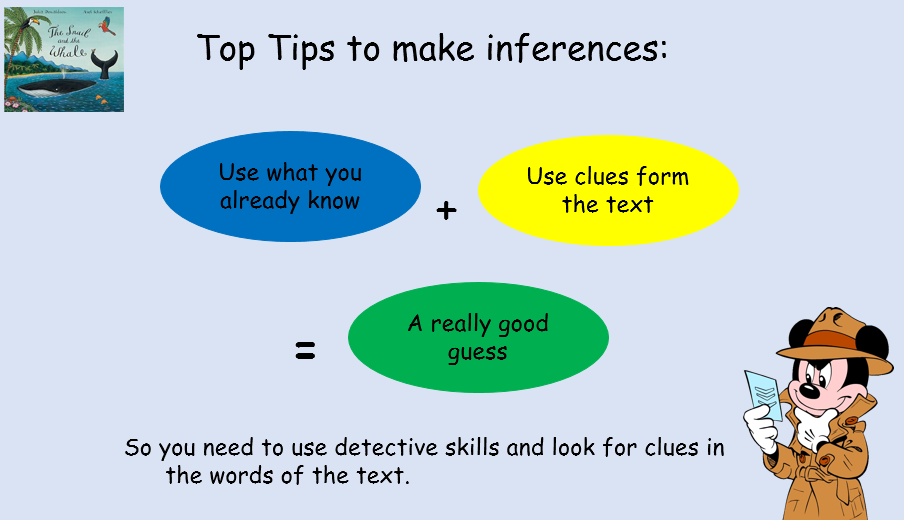 Julia Donaldson Axel Scheffler
The Snail
and the
Whale
Top Tips to make inferences:
Use what you
already know
+
Use clues form
the text
=
A really good
guess
So you need to use detective skills and look for clues in
the words of the text.